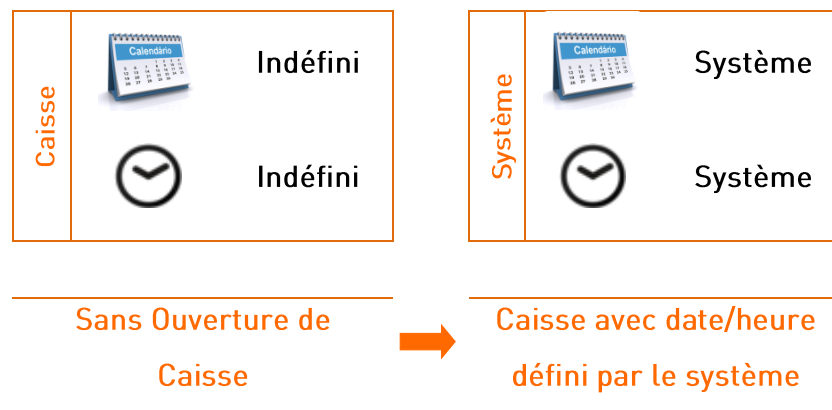 Caisse
Calendário
Indéfini
Indéfini
Système
Calendário
Système
Système
Sans Ouverture de
Caisse
Caisse avec date/heure
défini par le système